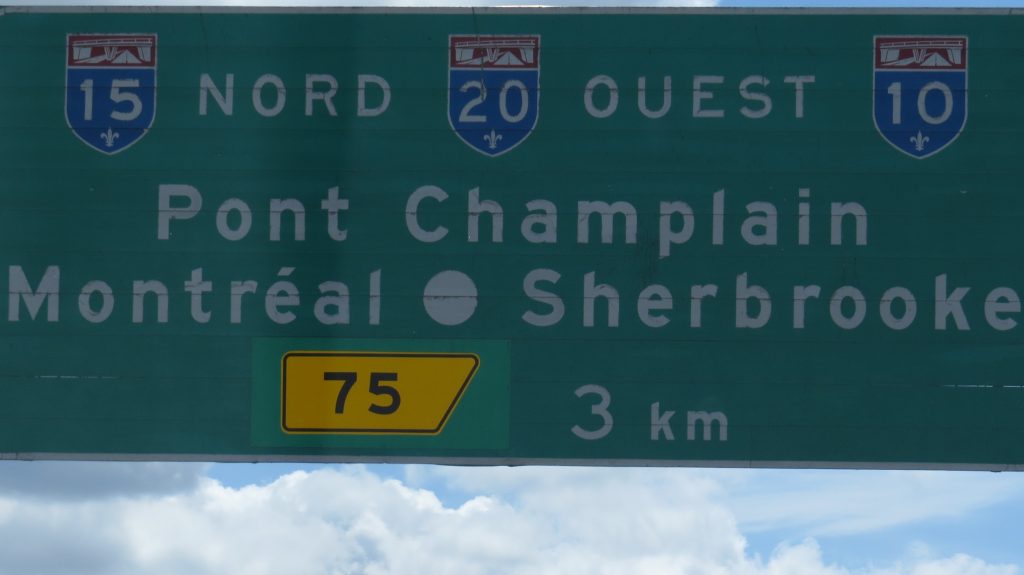 15 NORD 20 OUEST 10
Pont Champlain
Montréal Sherbrooke
75 3 km